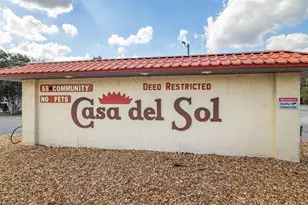 55+ COMMUNITY
DEED RESTRICTED
NO PETS
Casa del Sol